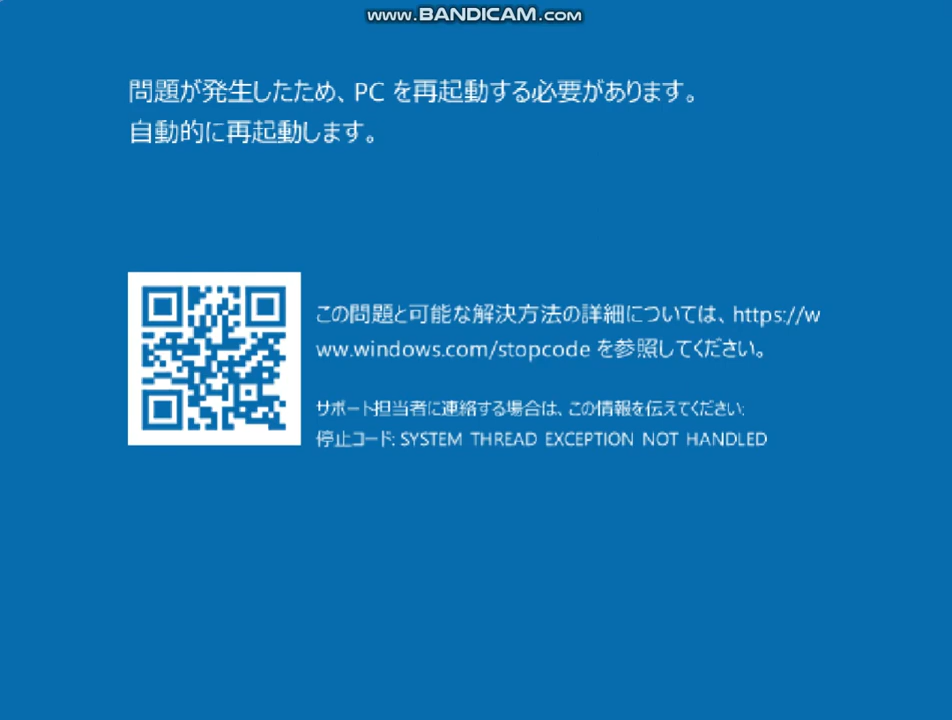 www.BANDICAM.com
問題が発生したため、PC を再起動する必要があります。
自動的に再起動します。
この問題と可能な解決方法の詳細については、https://w
ww.windows.com/stopcode を参照してください。
サポート担当者に連絡する場合は、この情報を伝えてください:
停止コード: SYSTEM THREAD EXCEPTION NOT HANDLED